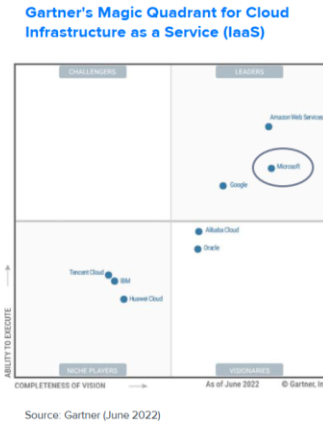 Gartner's Magic Quadrant for Cloud
Infrastructure as a Service (IaaS)
CHALLENGERS
LEADERS
Amazon Web Services
Microsoft
Google
Alibaba Cloud
Oracle
Tencent Cloud
IBM
Huawei Cloud
ABILITY TO EXECUTE
NICHE PLAYERS
VISIONARIES
COMPLETENESS OF VISION
As of June 2022
© Gartner, In
Source: Gartner (June 2022)